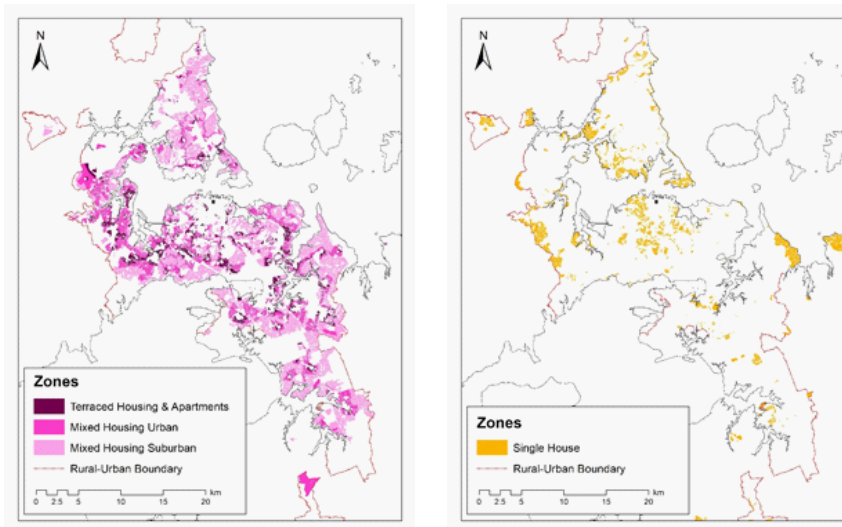 N
Zones
Terraced Housing & Apartments
Mixed Housing Urban
Mixed Housing Suburban
Rural-Urban Boundary
km
0 2.5 5 10 15 20
N
Zones
Single House
Rural-Urban Boundary
km
0 2.5 5 10 15 20